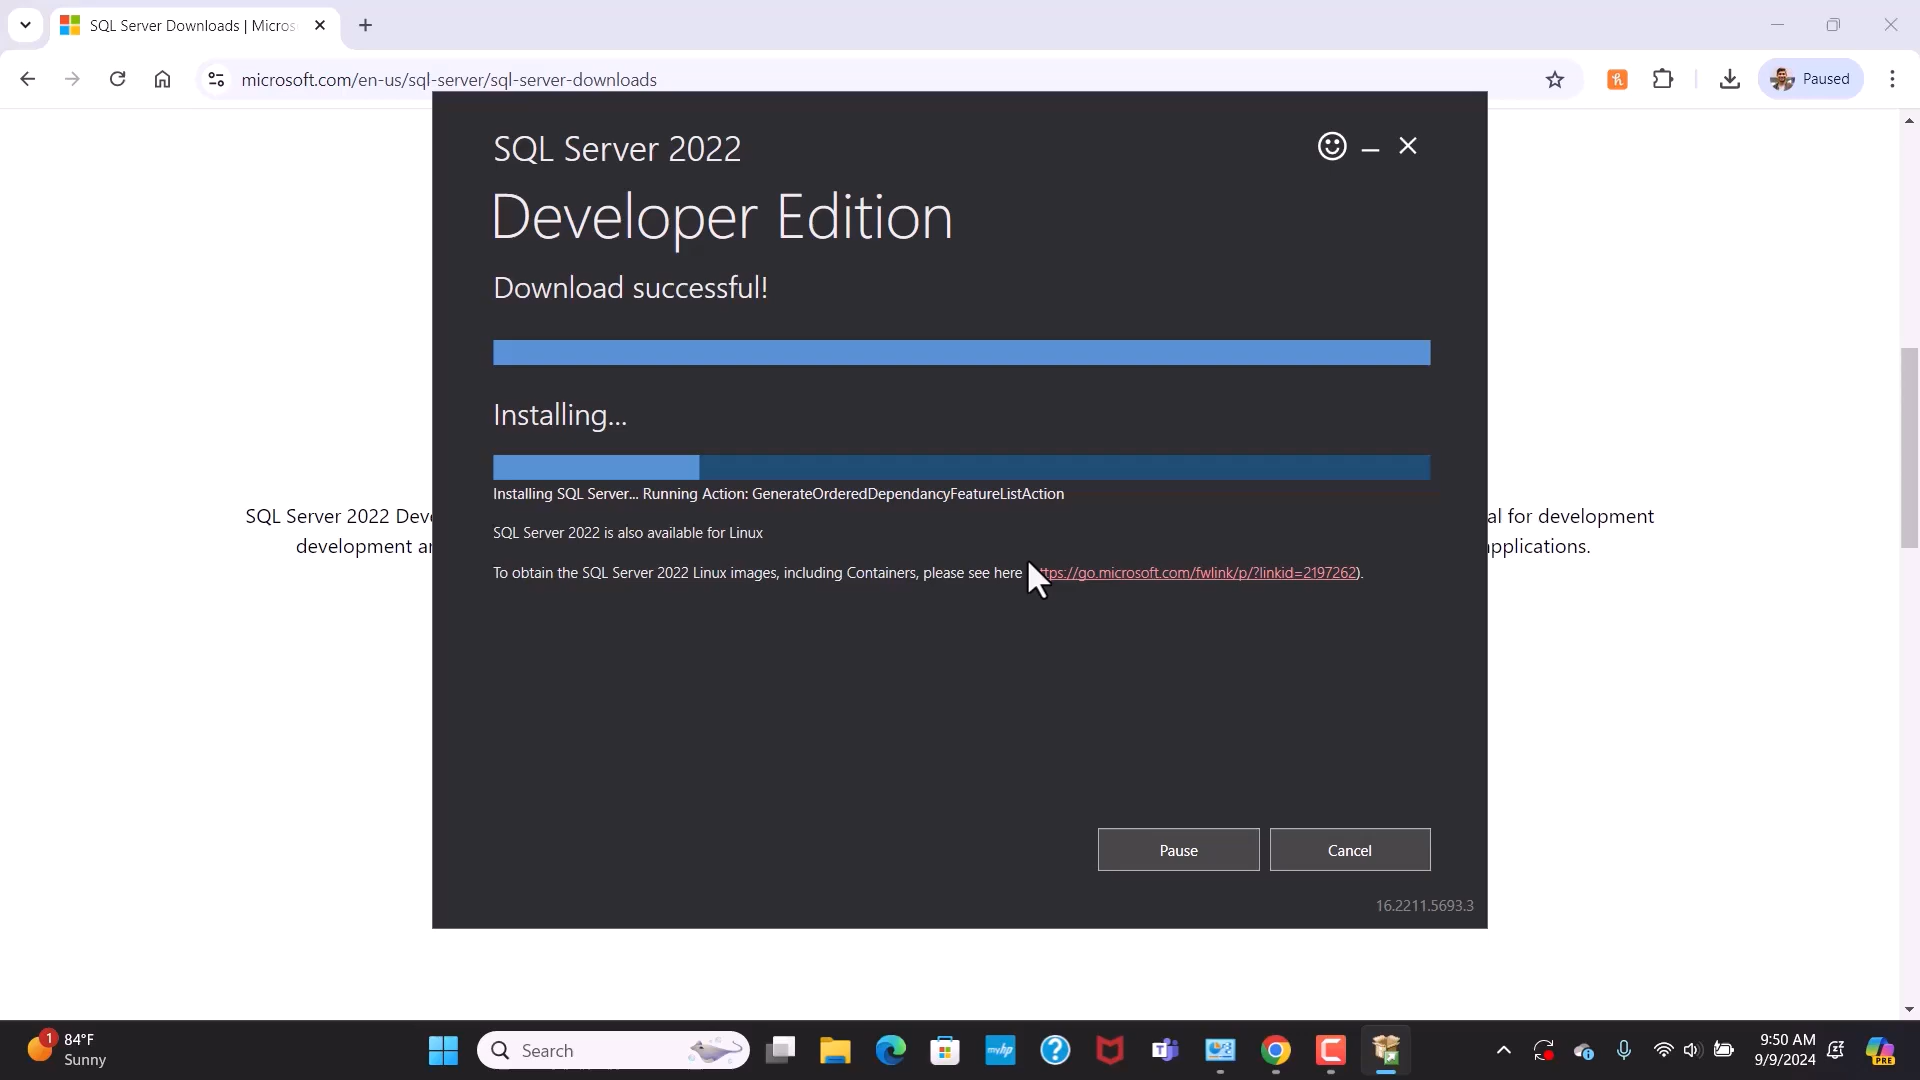 SQL Server Downloads | Micros
microsoft.com/en-us/sql-server/sql-server-downloads
Paused
SQL Server 2022
Developer Edition
Download successful!
Installing...
Installing SQL Server... Running Action: GenerateOrderedDependancyFeatureListAction
SQL Server 2022 is also available for Linux
To obtain the SQL Server 2022 Linux images, including Containers, please see here ttps://go.microsoft.com/fwlink/p/?linkid=2197262).
SQL Server 2022 Dev
al for development
development a
pplications.
Pause
Cancel
16.2211.5693.3
1
84°F
Sunny
Search
myhp
9:50 AM
9/9/2024
PRE